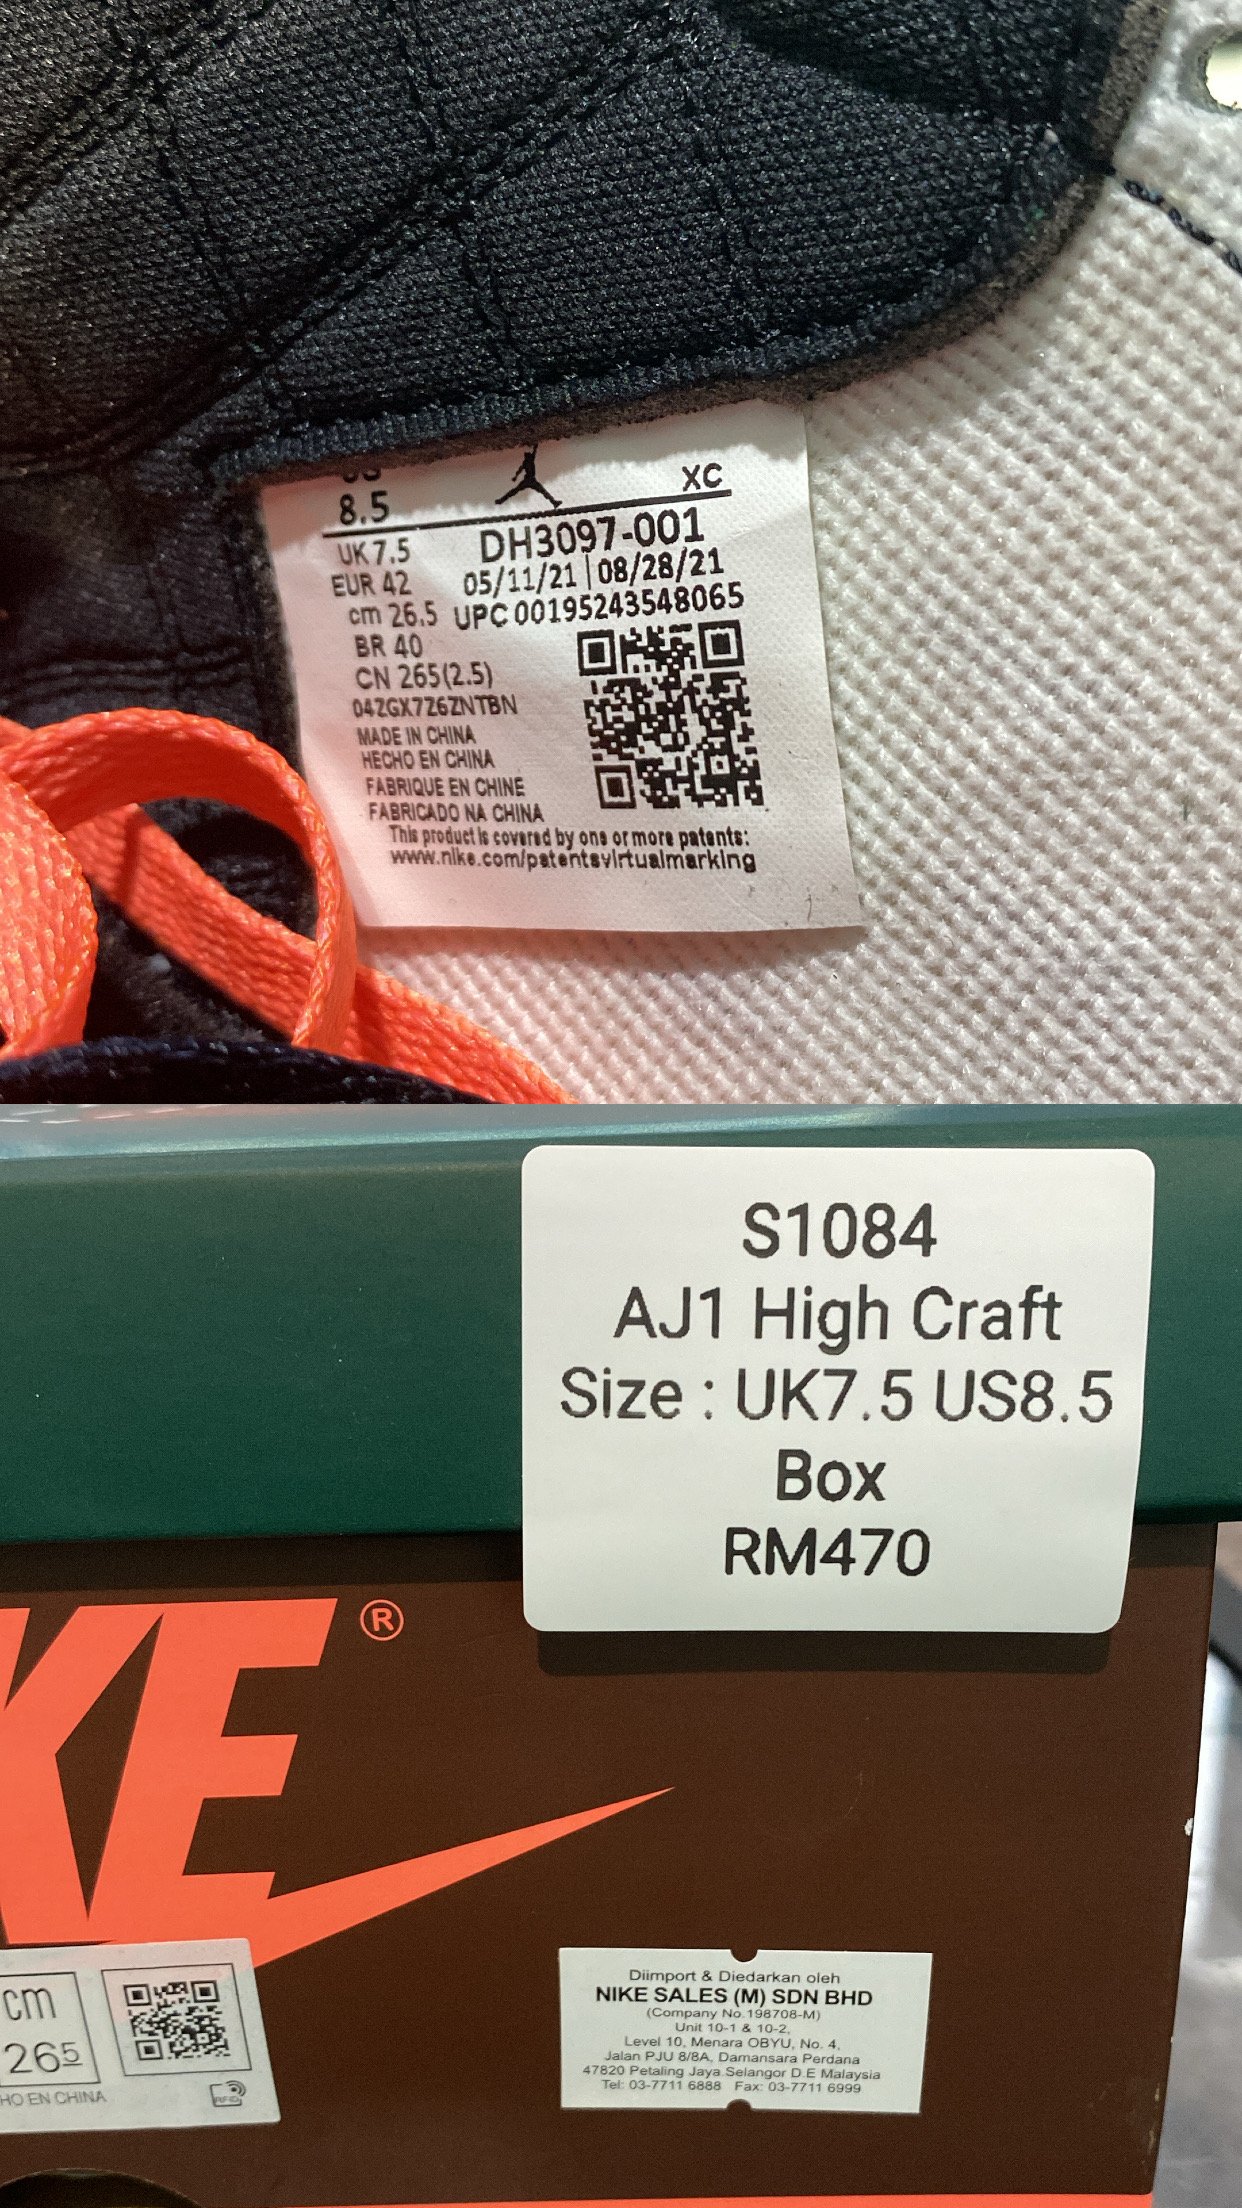 8.5
XC
UK 7.5
DH3097-001
EUR 42
05/11/21 | 08/28/21
cm 26.5
UPC 00195243548065
BR 40
CN 265(2.5)
04ZGX7Z6ZNTBN
MADE IN CHINA
HECHO EN CHINA
FABRIQUE EN CHINE
FABRICADO NA CHINA
This product is covered by one or more patents:
www.nike.com/patentsvirtualmarking
S1084
AJ1 High Craft
Size : UK7.5 US8.5
Box
RM470
KE®
cm
265
HO EN CHINA
RFID
Diimport & Diedarkan oleh
NIKE SALES (M) SDN BHD
(Company No.198708-M)
Unit 10-1 & 10-2,
Level 10, Menara OBYU, No. 4,
Jalan PJU 8/8A, Damansara Perdana
47820 Petaling Jaya Selangor D.E Malaysia
Tel: 03-7711 6888 Fax: 03-7711 6999